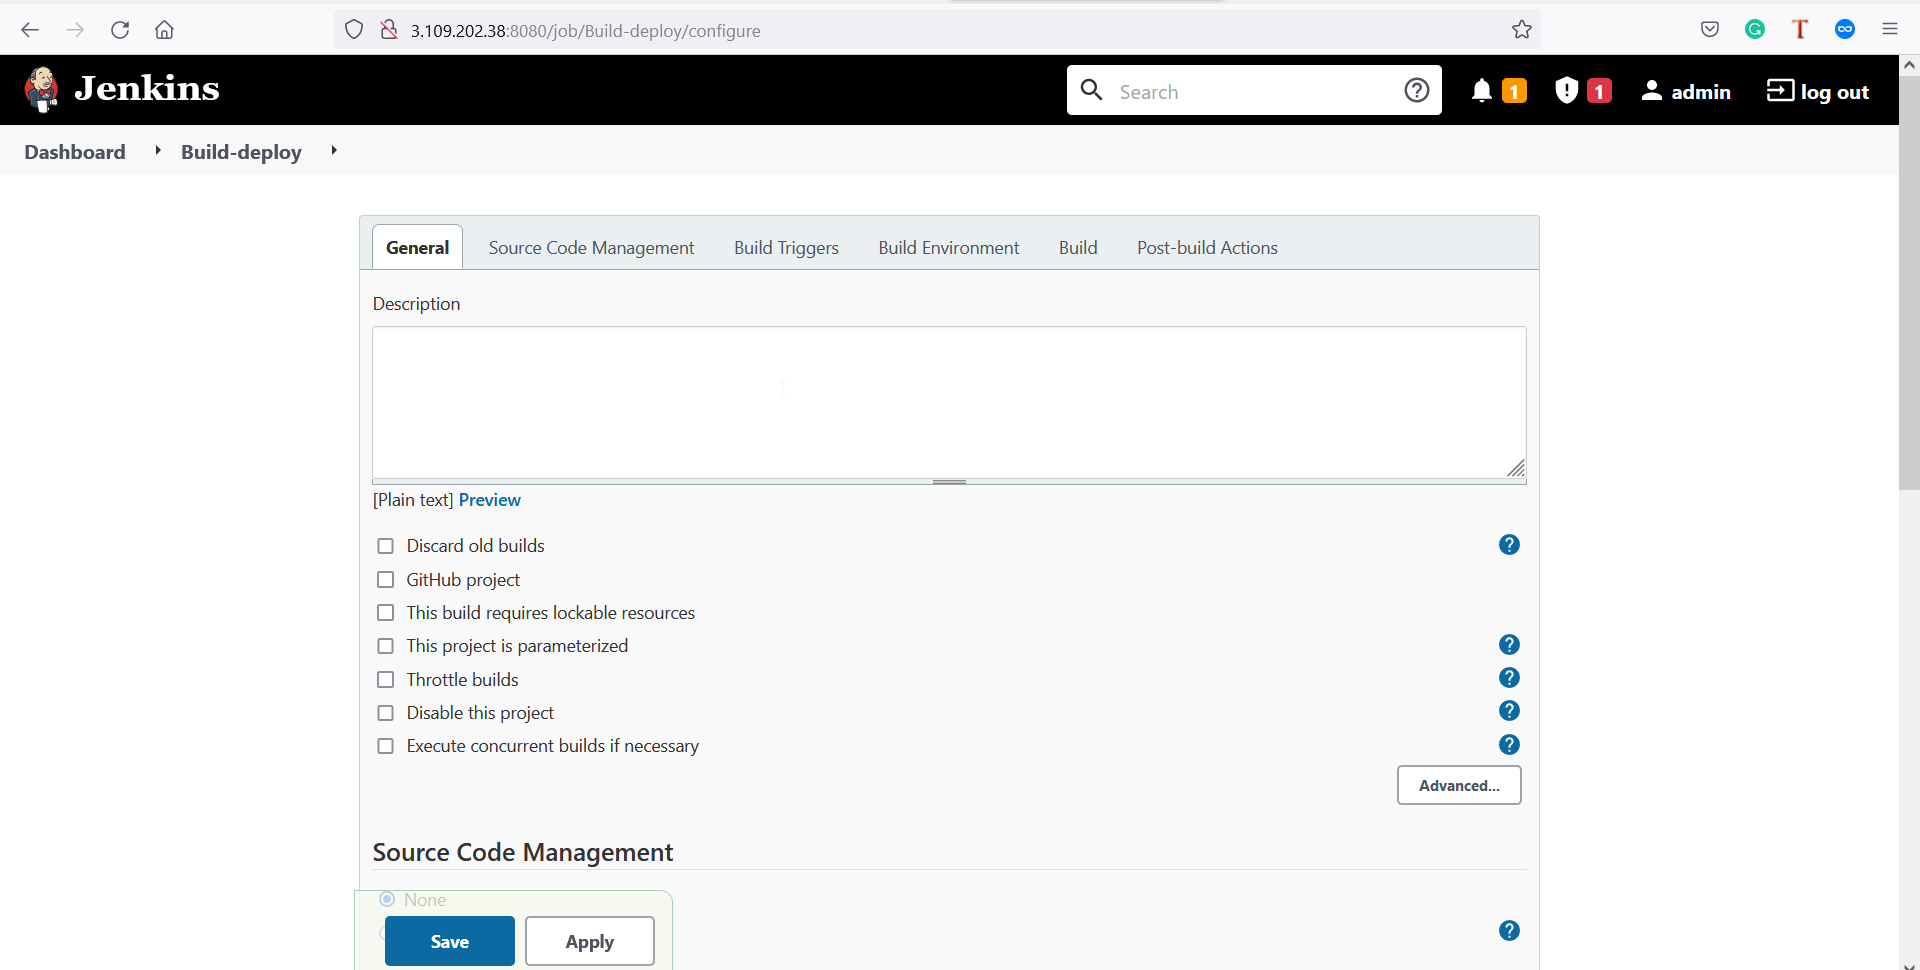 3.109.202.38:8080/job/Build-deploy/configure
Jenkins
Search
1
1
admin
log out
Dashboard
Build-deploy
General
Source Code Management
Build Triggers
Build Environment
Build
Post-build Actions
Description
[Plain text] Preview
Discard old builds
GitHub project
This build requires lockable resources
This project is parameterized
Throttle builds
Disable this project
Execute concurrent builds if necessary
Advanced...
Source Code Management
None
Save
Apply